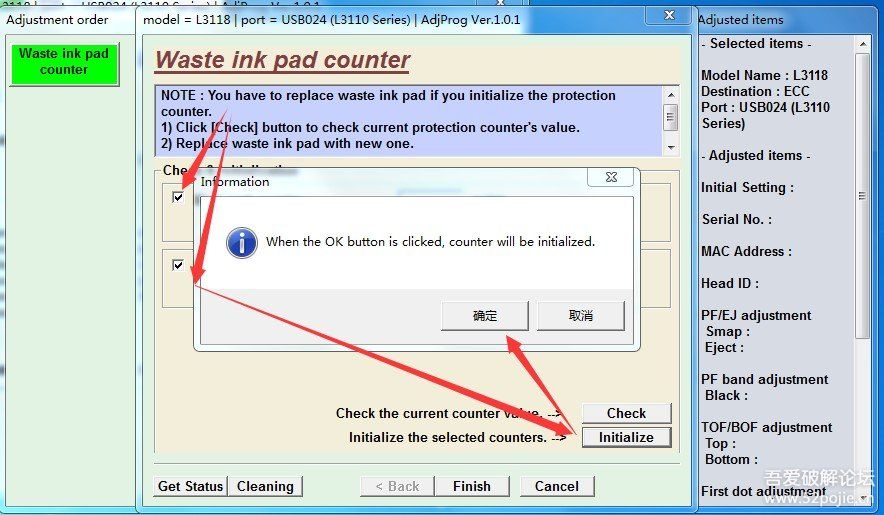 Adjustment order
Waste ink pad
counter
model = L3118 | port = USB024 (L3110 Series) | AdjProg Ver.1.0.1
Waste ink pad counter
NOTE : You have to replace waste ink pad if you initialize the protection
counter.
1) Click [Check] button to check current protection counter's value.
2) Replace waste ink pad with new one.
Information
When the OK button is clicked, counter will be initialized.
确定
取消
Check the current counter value. -->
Check
Initialize the selected counters. -->
Initialize
Get Status
Cleaning
< Back
Finish
Cancel
Adjusted items
- Selected items -
Model Name : L3118
Destination : ECC
Port : USB024 (L3110
Series)
- Adjusted items -
Initial Setting :
Serial No. :
MAC Address :
Head ID :
PF/EJ adjustment
Smap :
Eject :
PF band adjustment
Black :
TOF/BOF adjustment
Top :
Bottom :
First dot adjustment
吾爱破解论坛
www.52pojie.cn